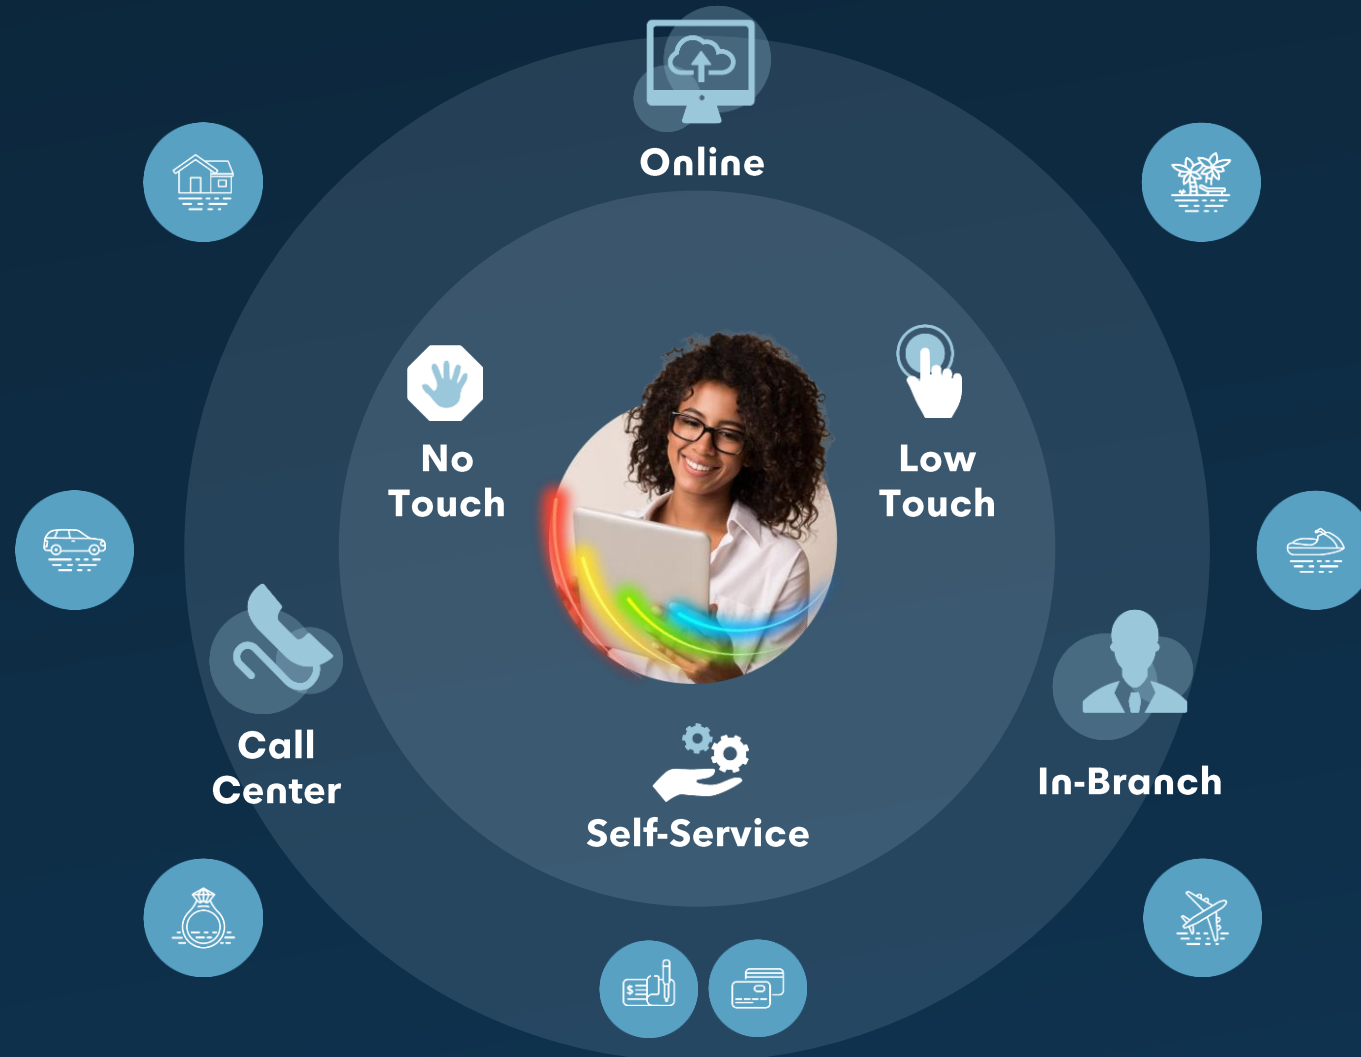 Online
No
Touch
Low
Touch
Call
Center
In-Branch
Self-Service
$